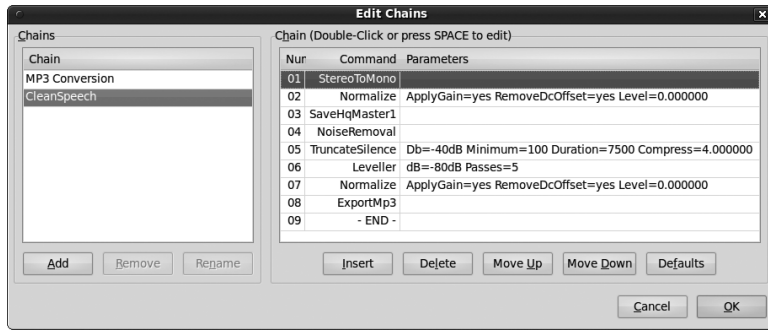 Edit Chains
Chains
Chain (Double-Click or press SPACE to edit)
Chain
MP3 Conversion
CleanSpeech
Add
Remove
Rename
Nur Command Parameters
01 StereoToMono
02 Normalize ApplyGain=yes RemoveDcOffset=yes Level=0.000000
03 SaveHqMaster1
04 NoiseRemoval
05 TruncateSilence Db=-40dB Minimum=100 Duration=7500 Compress=4.000000
06 Leveller dB=-80dB Passes=5
07 Normalize ApplyGain=yes RemoveDcOffset=yes Level=0.000000
08 ExportMp3
09 - END -
Insert
Delete
Move Up
Move Down
Defaults
Cancel
OK